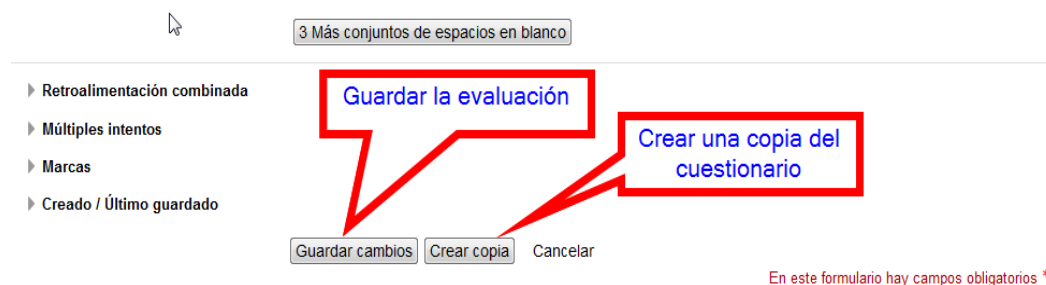 3 Más conjuntos de espacios en blanco
Retroalimentación combinada
Múltiples intentos
Marcas
Creado / Último guardado
Guardar la evaluación
Crear una copia del
cuestionario
Guardar cambios Crear copia Cancelar
En este formulario hay campos obligatorios *